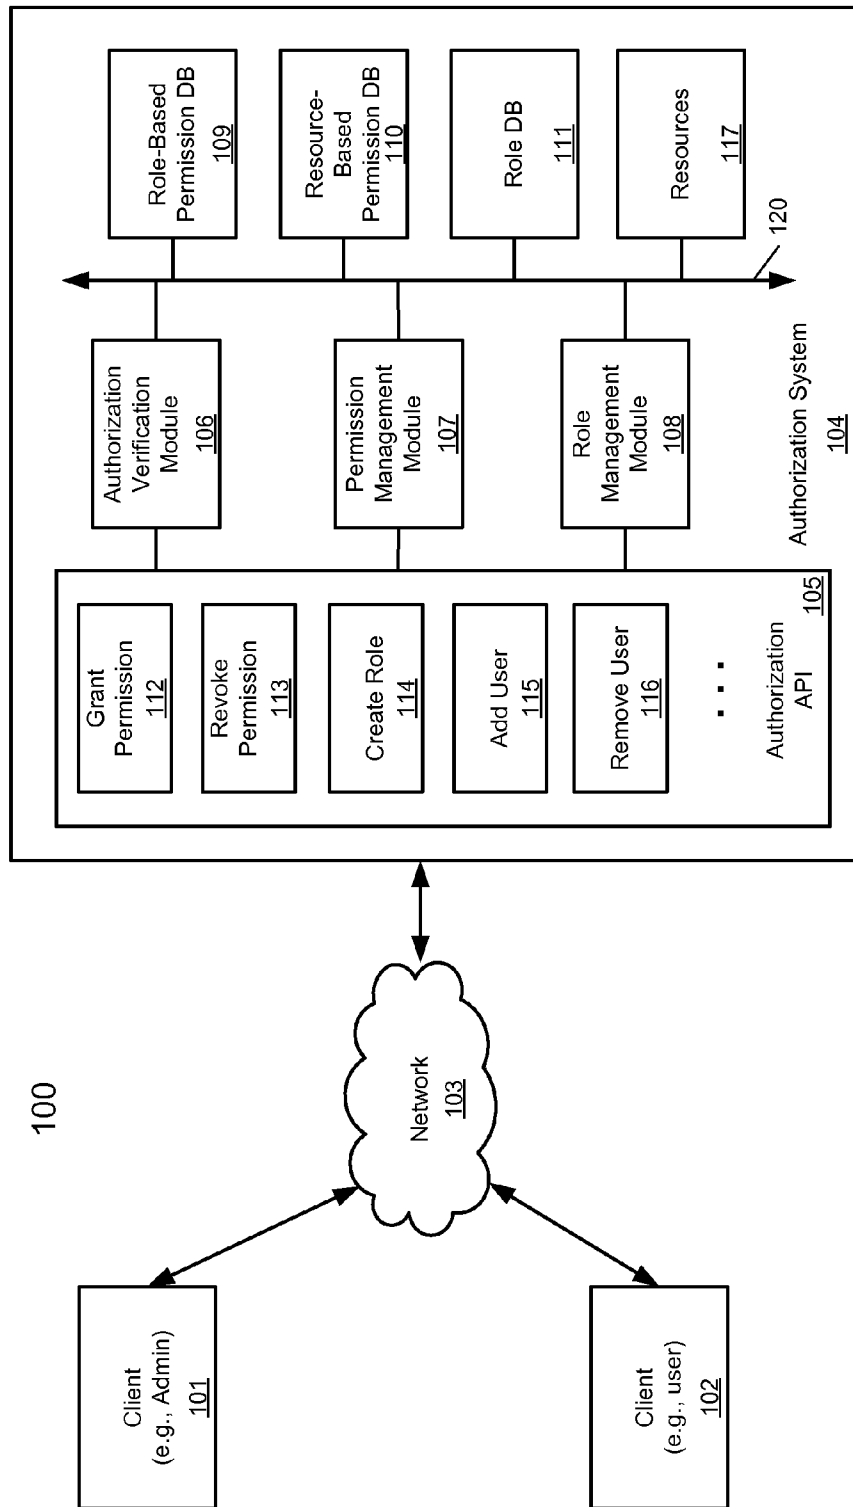 100
Client
(e.g., Admin)
101
Client
(e.g., user)
102
Network
103
Grant
Permission
112
Revoke
Permission
113
Create Role
114
Add User
115
Remove User
116
. . .
Authorization
API
105
Authorization
Verification
Module
106
Permission
Management
Module
107
Role
Management
Module
108
Authorization System
104
Role-Based
Permission DB
109
Resource-
Based
Permission DB
110
Role DB
111
Resources
117
120